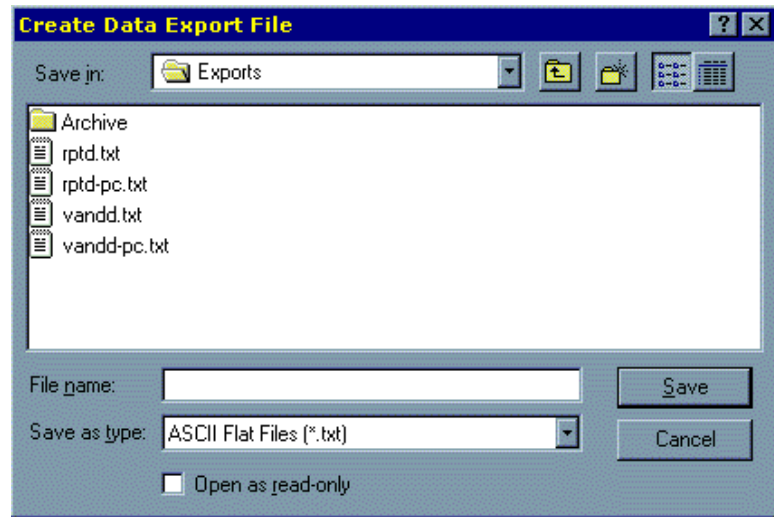 Create Data Export File
Save in: Exports
Archive
rptd.txt
rptd-pc.txt
vandd.txt
vandd-pc.txt
File name: Save
Save as type: ASCII Flat Files (*.txt) Cancel
Open as read-only